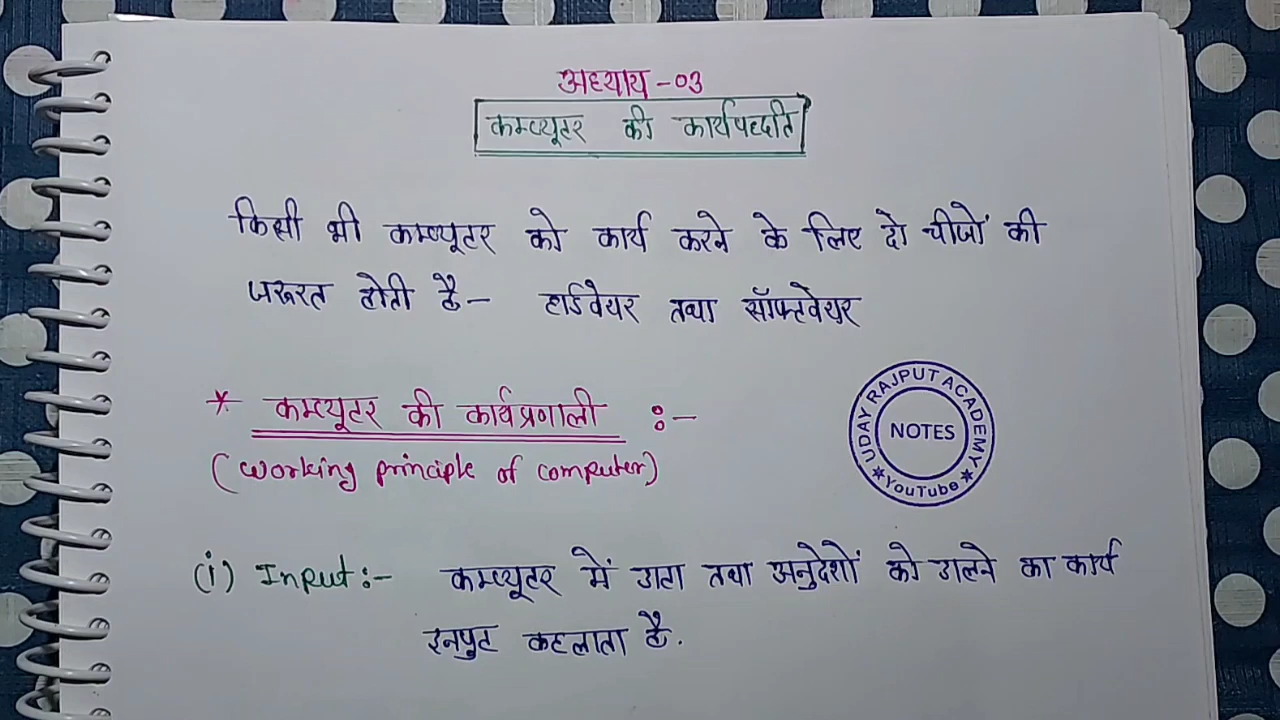 अध्याय -03
कम्प्यूटर की कार्यपद्धति
किसी भी कम्प्यूटर को कार्य करने के लिए दो चीजों की
जरूरत होती है- हार्डवेयर तथा सॉफ्टवेयर
* कम्प्यूटर की कार्यप्रणाली :-
(Working principle of computer)
UDAY RAJPUT ACADEMY
NOTES
★ YouTube ★
(i) Input:- कम्प्यूटर में डाटा तथा अनुदेशों को डालने का कार्य
इनपुट कहलाता है.